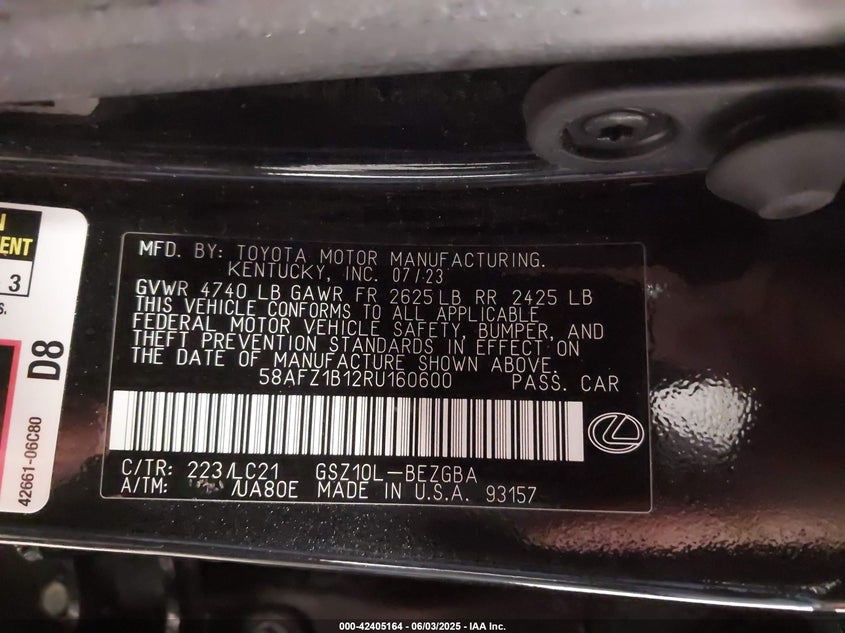 MFD. BY: TOYOTA MOTOR MANUFACTURING.
KENTUCKY, INC. 07/23
GVWR 4740 LB GAWR FR 2625 LB RR 2425 LB
THIS VEHICLE CONFORMS TO ALL APPLICABLE
FEDERAL MOTOR VEHICLE SAFETY, BUMPER, AND
THEFT PREVENTION STANDARDS IN EFFECT ON
THE DATE OF MANUFACTURE SHOWN ABOVE.
58AFZ1B12RU160600 PASS. CAR
C/TR: 223/LC21 GSZ10L-BEZGBA
A/TM: /UA80E MADE IN U.S.A. 93157
3
D8
42661-06C80
000-42405164 - 06/03/2025 - IAA Inc.